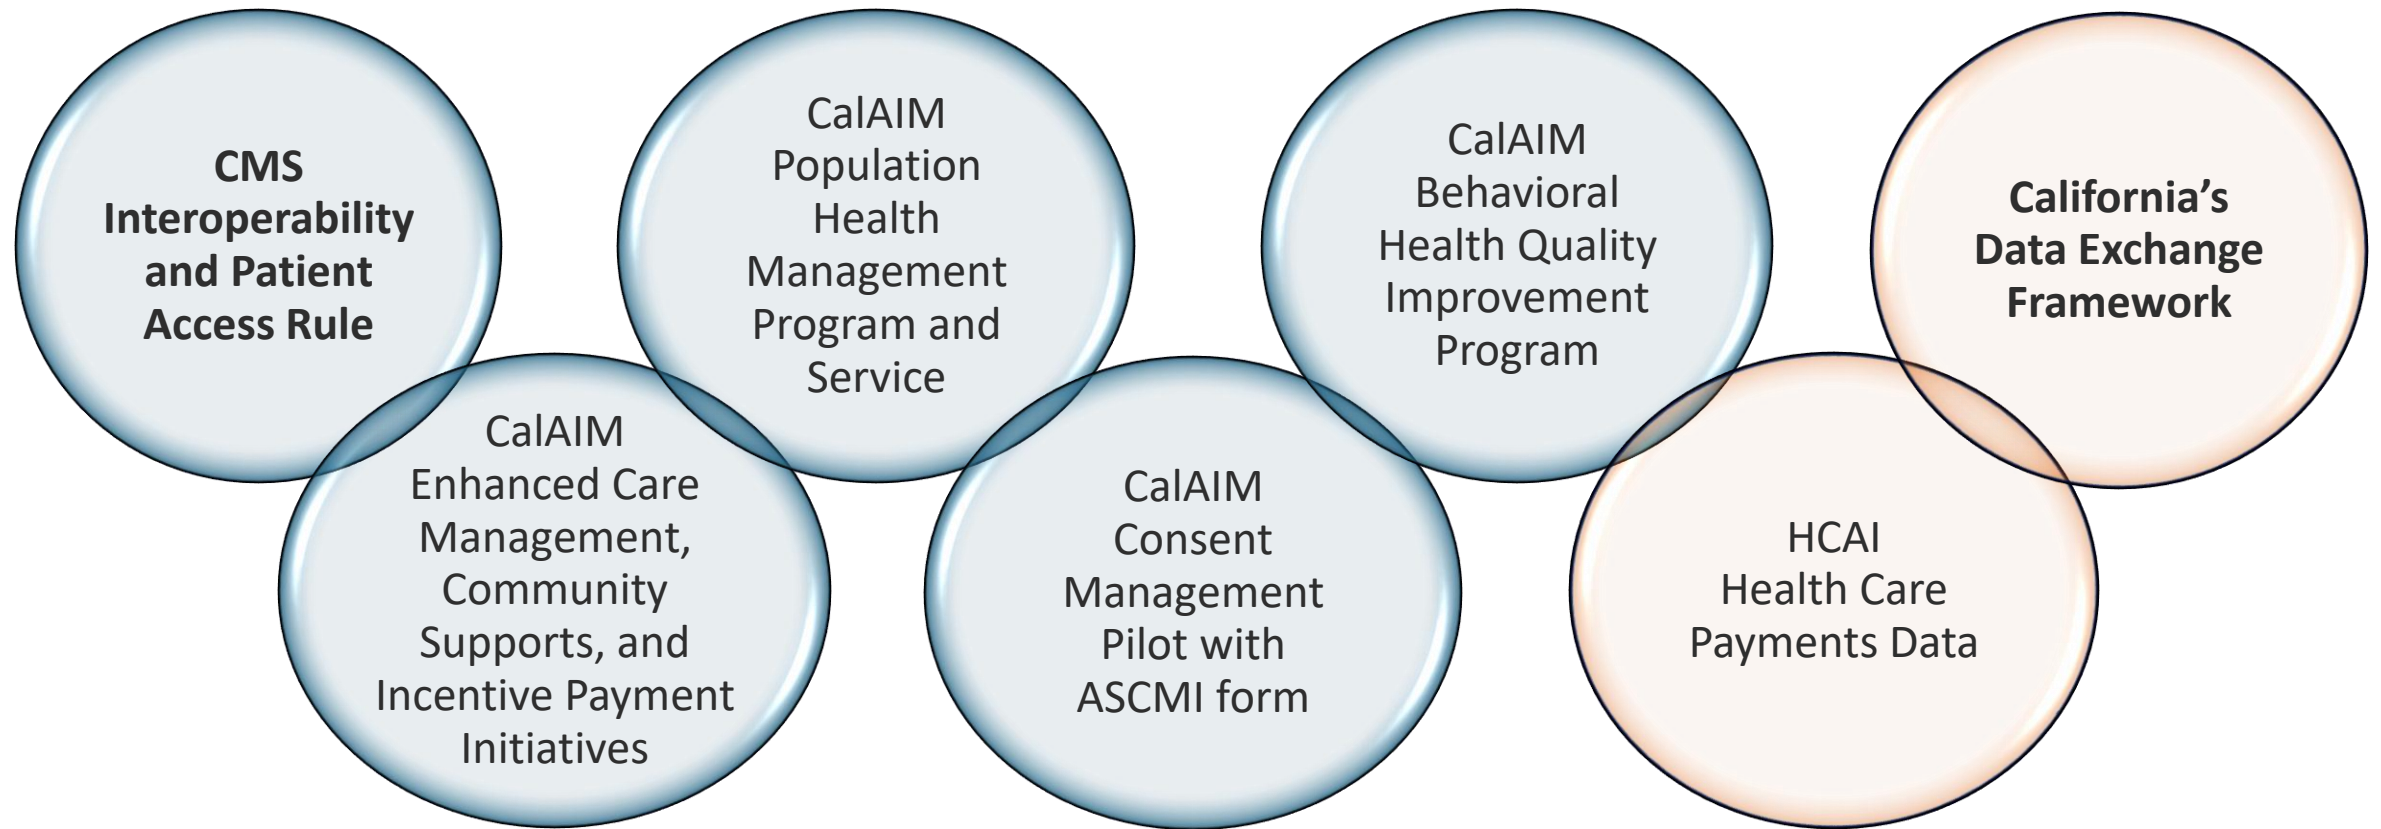 CMS
Interoperability
and Patient
Access Rule
CalAIM
Enhanced Care
Management,
Community
Supports, and
Incentive Payment
Initiatives
CalAIM
Population
Health
Management
Program and
Service
CalAIM
Consent
Management
Pilot with
ASCMI form
CalAIM
Behavioral
Health Quality
Improvement
Program
HCAI
Health Care
Payments Data
California’s
Data Exchange
Framework